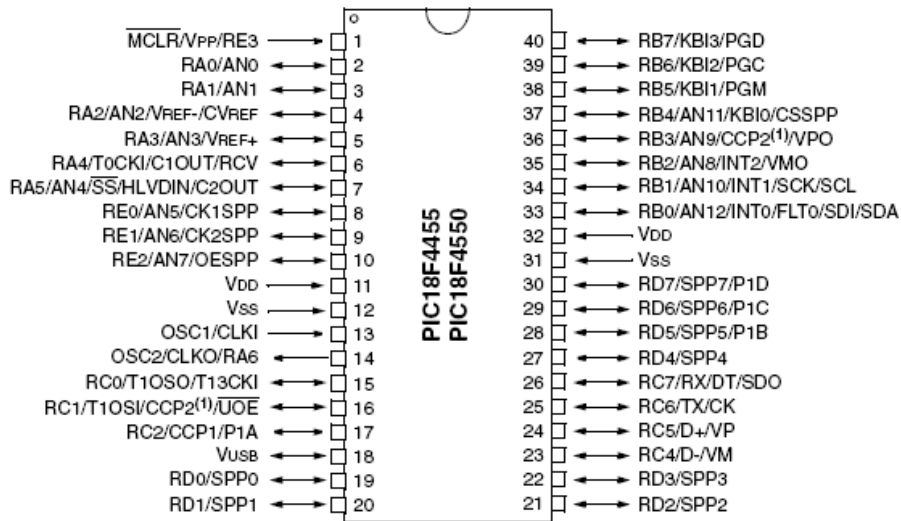 MCLR/VPP/RE3 1
RA0/AN0 2
RA1/AN1 3
RA2/AN2/VREF-/CVREF 4
RA3/AN3/VREF+ 5
RA4/T0CKI/C1OUT/RCV 6
RA5/AN4/SS/HLVDIN/C2OUT 7
RE0/AN5/CK1SPP 8
RE1/AN6/CK2SPP 9
RE2/AN7/OESPP 10
VDD 11
VSS 12
OSC1/CLKI 13
OSC2/CLKO/RA6 14
RC0/T1OSO/T13CKI 15
RC1/T1OSI/CCP2(1)/UOE 16
RC2/CCP1/P1A 17
VUSB 18
RD0/SPP0 19
RD1/SPP1 20
PIC18F4455
PIC18F4550
40 RB7/KBI3/PGD
39 RB6/KBI2/PGC
38 RB5/KBI1/PGM
37 RB4/AN11/KBI0/CSSPP
36 RB3/AN9/CCP2(1)/VPO
35 RB2/AN8/INT2/VMO
34 RB1/AN10/INT1/SCK/SCL
33 RB0/AN12/INT0/FLT0/SDI/SDA
32 VDD
31 VSS
30 RD7/SPP7/P1D
29 RD6/SPP6/P1C
28 RD5/SPP5/P1B
27 RD4/SPP4
26 RC7/RX/DT/SDO
25 RC6/TX/CK
24 RC5/D+/VP
23 RC4/D-/VM
22 RD3/SPP3
21 RD2/SPP2